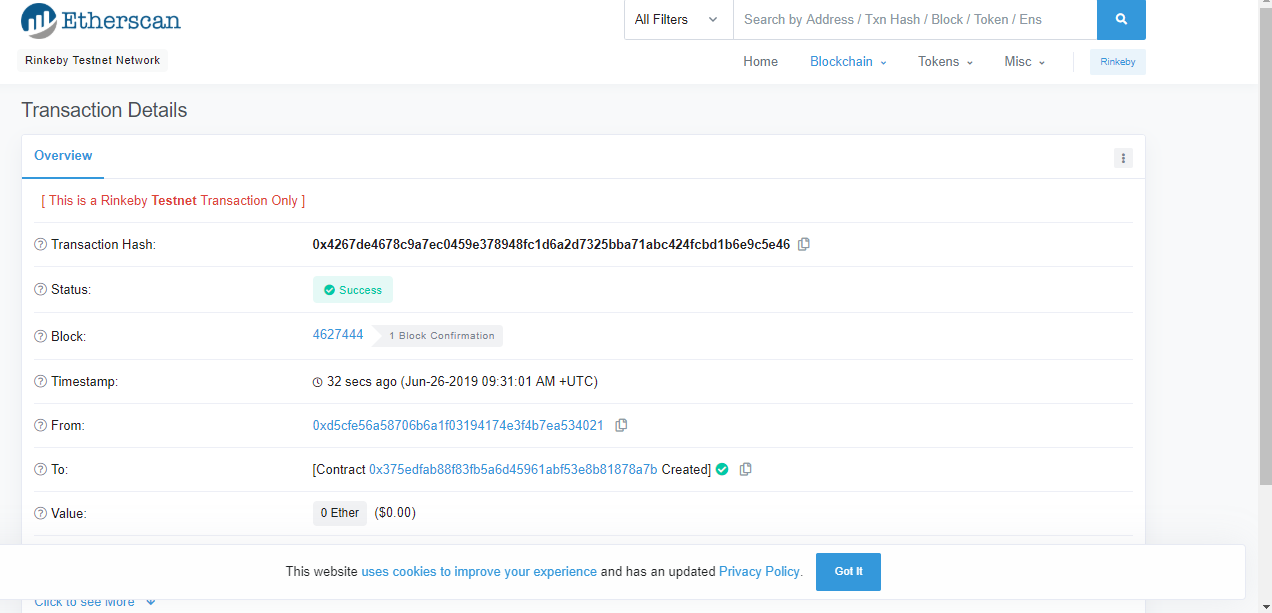 Etherscan
All Filters
Search by Address / Txn Hash / Block / Token / Ens
Rinkeby Testnet Network
Home Blockchain Tokens Misc Rinkeby
Transaction Details
Overview
[ This is a Rinkeby Testnet Transaction Only ]
Transaction Hash: 0x4267de4678c9a7ec0459e378948fc1d6a2d7325bba71abc424fcbd1b6e9c5e46
Status: Success
Block: 4627444 1 Block Confirmation
Timestamp: 32 secs ago (Jun-26-2019 09:31:01 AM +UTC)
From: 0xd5cfe56a58706b6a1f03194174e3f4b7ea534021
To: [Contract 0x375edfab88f83fb5a6d45961abf53e8b81878a7b Created]
Value: 0 Ether ($0.00)
This website uses cookies to improve your experience and has an updated Privacy Policy. Got It
Click to see More